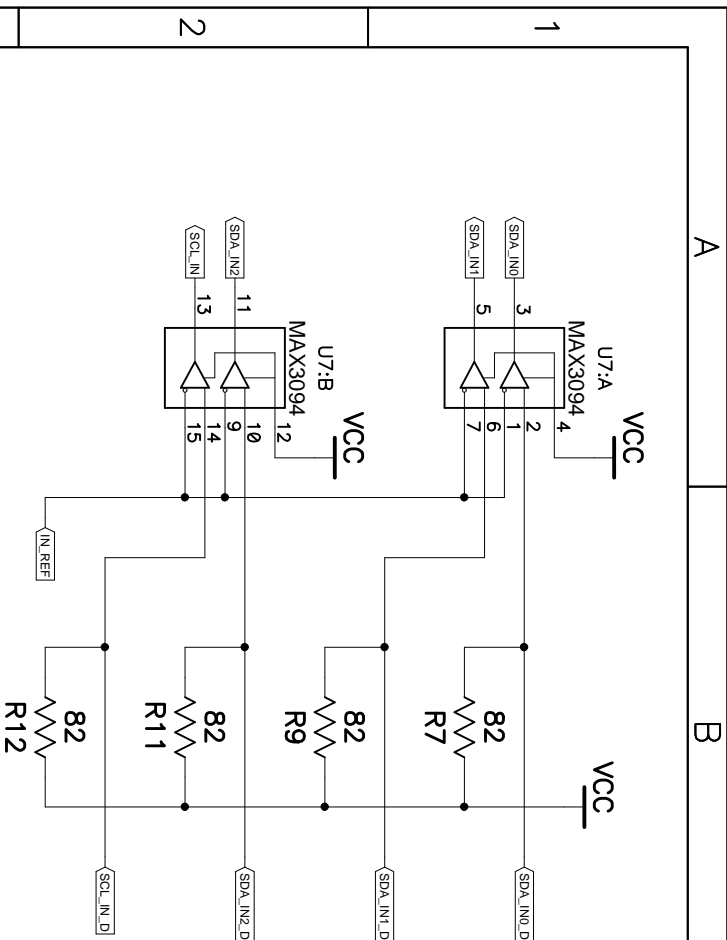 A
B
1
2
SDA_IN0
SDA_IN1
3
5
U7:A
MAX3094
4
2
1
6
7
VCC
SDA_IN2
SCL_IN
11
13
U7:B
MAX3094
12
10
9
14
15
VCC
IN_REF
VCC
82
R7
82
R9
82
R11
82
R12
SDA_IN0_D
SDA_IN1_D
SDA_IN2_D
SCL_IN_D